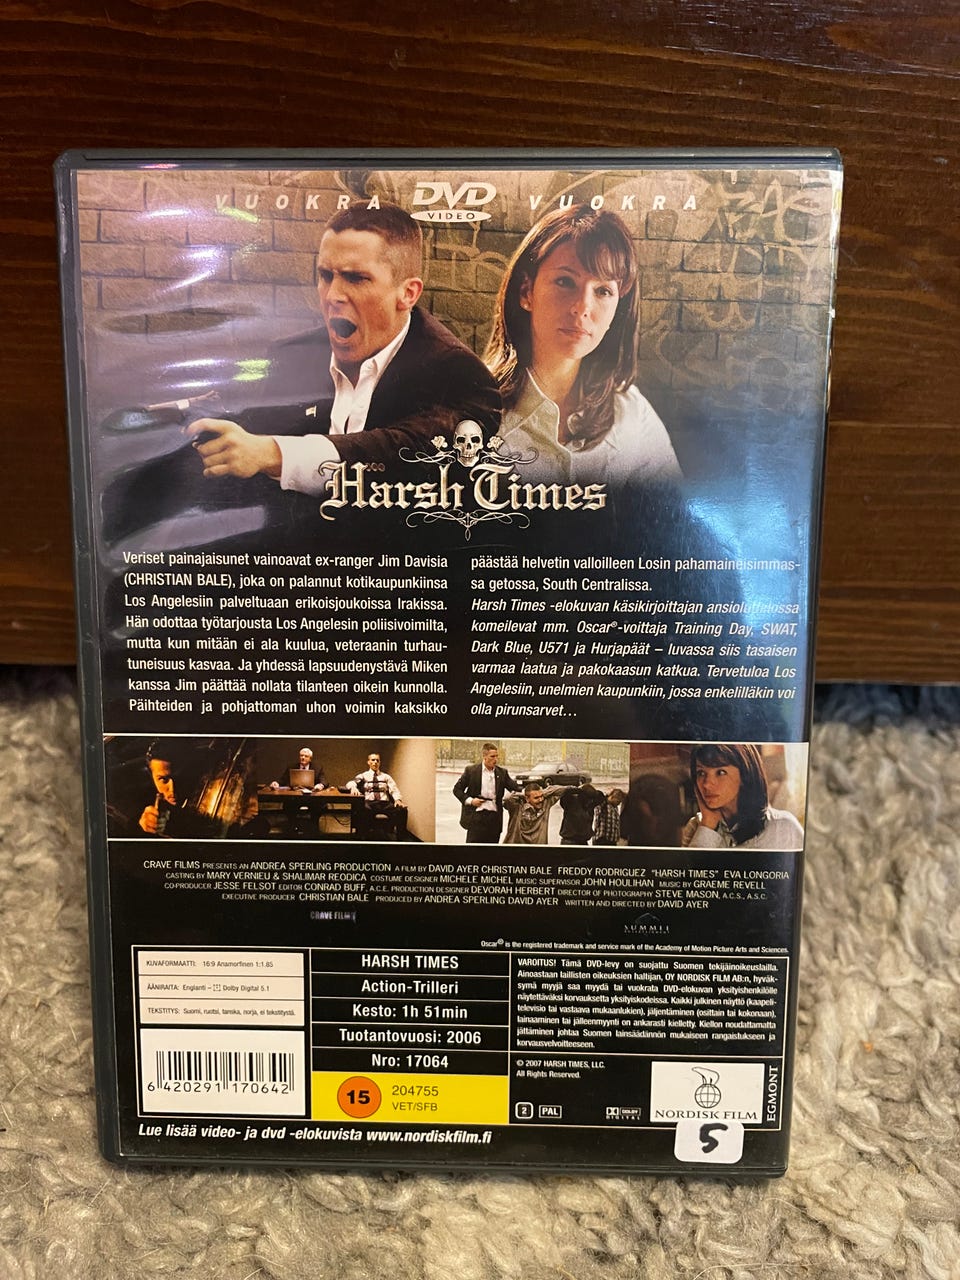 VUOKRA DVD VIDEO VUOKRA
Harsh Times
Veriset painajaisunet vainoavat ex-ranger Jim Davisia
(CHRISTIAN BALE), joka on palannut kotikaupunkiinsa
Los Angelesiin palveltuaan erikoisjoukoissa Irakissa.
Hän odottaa työtarjousta Los Angelesin poliisivoimilta,
mutta kun mitään ei ala kuulua, veteraanin turhau-
tuneisuus kasvaa. Ja yhdessä lapsuudenystävä Miken
kanssa Jim päättää nollata tilanteen oikein kunnolla.
Päihteiden ja pohjattoman uhon voimin kaksikko
päästää helvetin valloilleen Losin pahamaineisimmas-
sa getossa, South Centralissa.
Harsh Times -elokuvan käsikirjoittajan ansioluettelossa
komeilevat mm. Oscar®-voittaja Training Day, SWAT,
Dark Blue, U571 ja Hurjapäät – luvassa siis tasaisen
varmaa laatua ja pakokaasun katkua. Tervetuloa Los
Angelesiin, unelmien kaupunkiin, jossa enkelilläkin voi
olla pirunsarvet...
CRAVE FILMS PRESENTS AN ANDREA SPERLING PRODUCTION A FILM BY DAVID AYER CHRISTIAN BALE FREDDY RODRIGUEZ "HARSH TIMES" EVA LONGORIA
CASTING BY MARY VERNIEU & SHALIMAR REODICA COSTUME DESIGNER MICHELE MICHEL MUSIC SUPERVISOR JOHN HOULIHAN MUSIC BY GRAEME REVELL
CO-PRODUCER JESSE FELSOT EDITOR CONRAD BUFF, A.C.E. PRODUCTION DESIGNER DEVORAH HERBERT DIRECTOR OF PHOTOGRAPHY STEVE MASON, A.C.S., A.S.C.
EXECUTIVE PRODUCER CHRISTIAN BALE PRODUCED BY ANDREA SPERLING DAVID AYER WRITTEN AND DIRECTED BY DAVID AYER
CRAVE FILMS
SUMMIT
ENTERTAINMENT
Oscar® is the registered trademark and service mark of the Academy of Motion Picture Arts and Sciences.
KUVAFORMAATTI: 16:9 Anamorfinen 1:1.85
ÄÄNIRAITA: Englanti – Dolby Digital 5.1
TEKSTITYS: Suomi, ruotsi, tanska, norja, ei tekstitystä.
6 420291 170642
HARSH TIMES
Action-Trilleri
Kesto: 1h 51min
Tuotantovuosi: 2006
Nro: 17064
15
204755
VET/SFB
VAROITUS! Tämä DVD-levy on suojattu Suomen tekijäinoikeuslailla.
Ainoastaan taillisten oikeuksien haltijan, OY NORDISK FILM AB:n, hyväk-
symä myyjä saa myydä tai vuokrata DVD-elokuvan yksityishenkilölle
näytettäväksi korvauksetta yksityiskodeissa. Kaikki julkinen näyttö (kaapeli-
televisio tai vastaava mukaanlukien), jäljentäminen (osittain tai kokonaan),
lainaaminen tai jälleenmyynti on ankarasti kielletty. Kiellon noudattamatta
jättäminen johtaa Suomen lainsäädännön mukaiseen rangaistukseen ja
korvausvelvoitteeseen.
© 2007 HARSH TIMES, LLC.
All Rights Reserved.
2 PAL
DOLBY
DIGITAL
NORDISK FILM
EGMONT
5
Lue lisää video- ja dvd -elokuvista www.nordiskfilm.fi